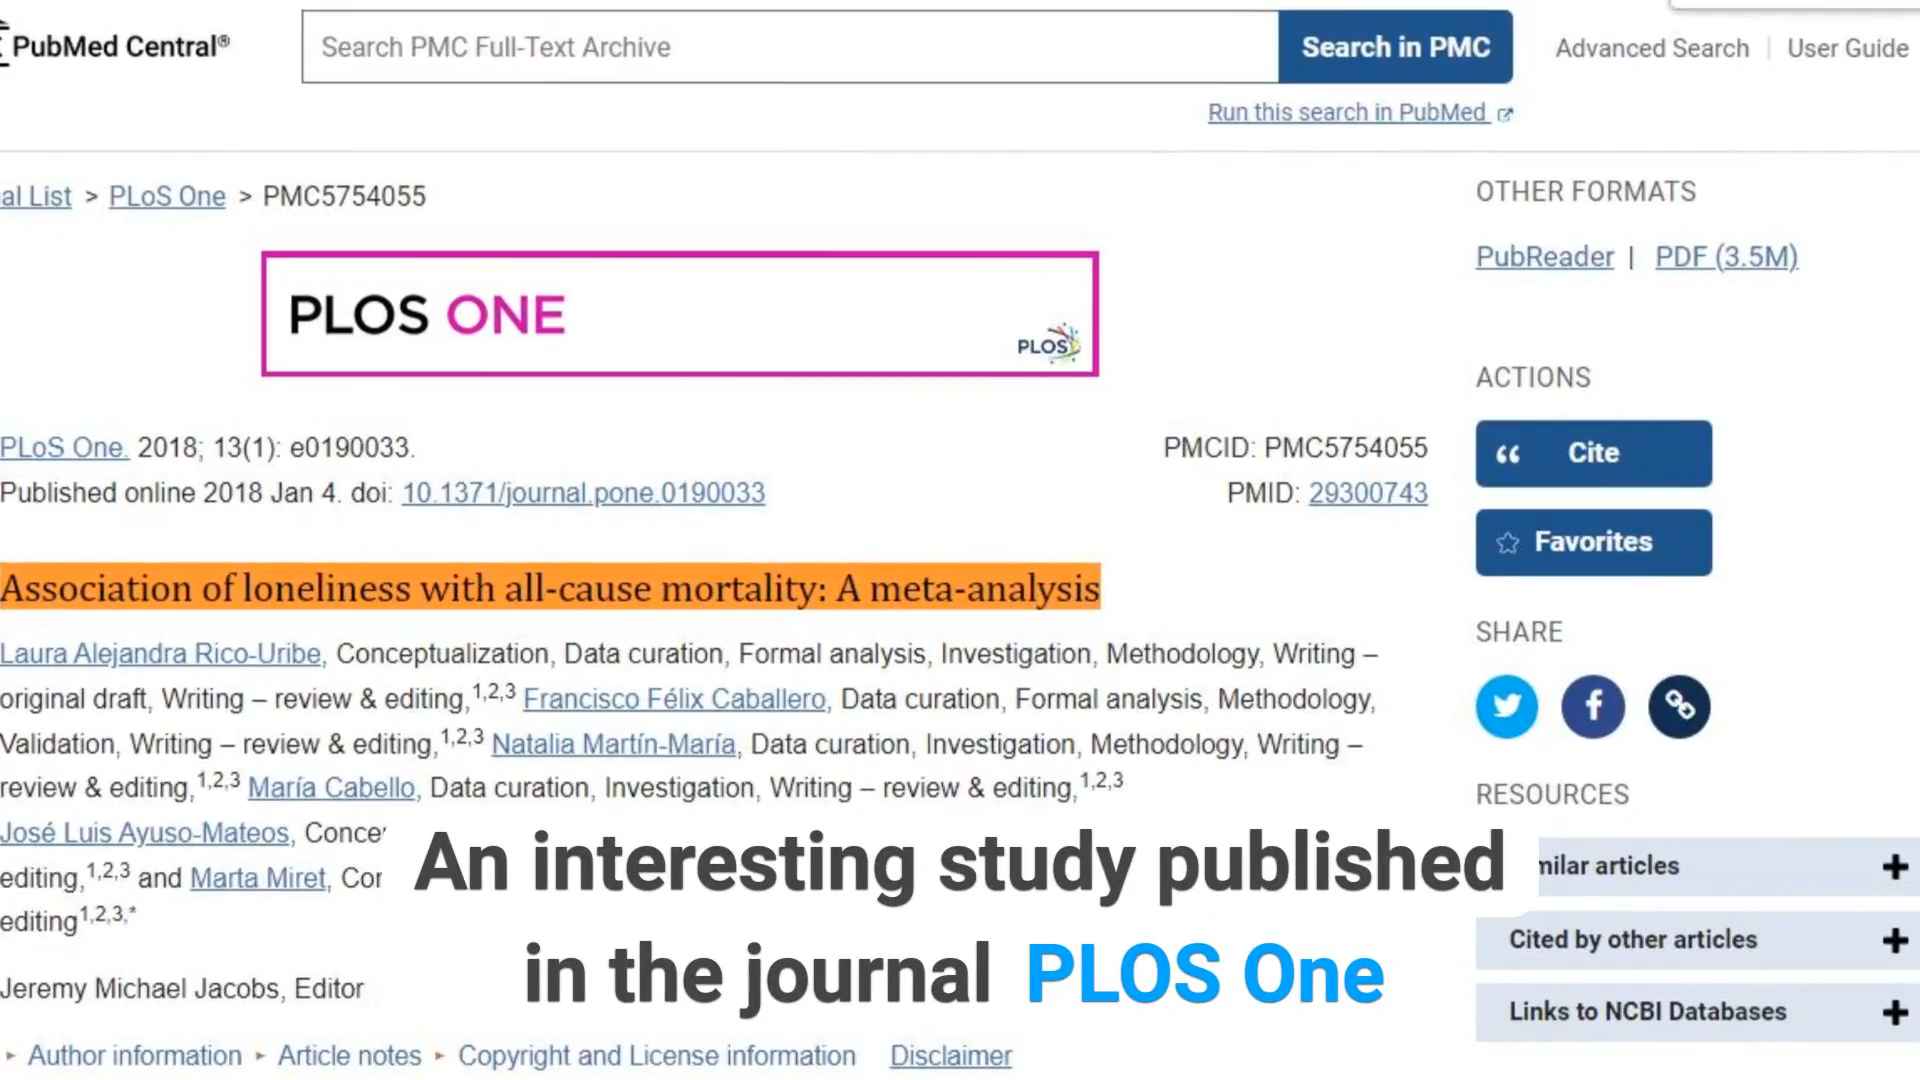 PubMed Central®
Search PMC Full-Text Archive
Search in PMC
Advanced Search
User Guide
Run this search in PubMed
al List > PLoS One > PMC5754055
PLOS ONE
PLOS
PLoS One. 2018; 13(1): e0190033.
PMCID: PMC5754055
Published online 2018 Jan 4. doi: 10.1371/journal.pone.0190033
PMID: 29300743
Association of loneliness with all-cause mortality: A meta-analysis
Laura Alejandra Rico-Uribe, Conceptualization, Data curation, Formal analysis, Investigation, Methodology, Writing –
original draft, Writing – review & editing,1,2,3 Francisco Félix Caballero, Data curation, Formal analysis, Methodology,
Validation, Writing – review & editing,1,2,3 Natalia Martín-María, Data curation, Investigation, Methodology, Writing –
review & editing,1,2,3 María Cabello, Data curation, Investigation, Writing – review & editing,1,2,3
José Luis Ayuso-Mateos, Conce
editing,1,2,3 and Marta Miret, Cor
editing1,2,3,*
Jeremy Michael Jacobs, Editor
▸ Author information ▸ Article notes ▸ Copyright and License information Disclaimer
An interesting study published
in the journal PLOS One
OTHER FORMATS
PubReader | PDF (3.5M)
ACTIONS
Cite
Favorites
SHARE
RESOURCES
milar articles
Cited by other articles
Links to NCBI Databases